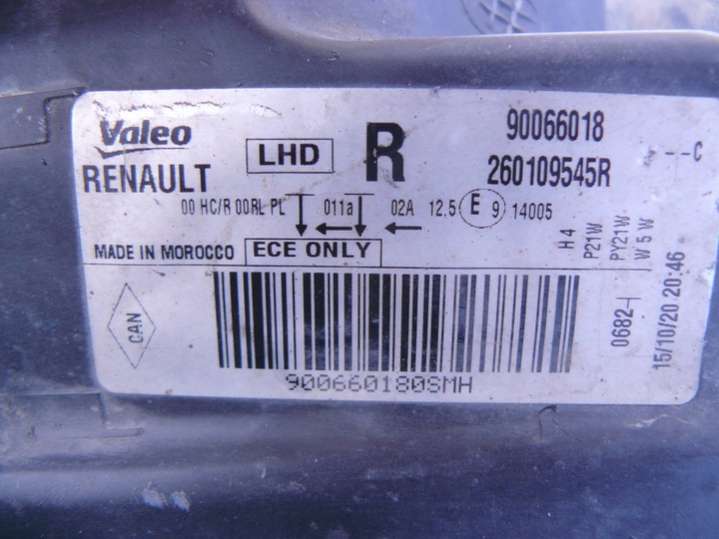 Valeo
RENAULT
LHD
R
90066018
260109545R
---C
00 HC/R 00RL PL 011a 02A 12.5 E 9 14005
MADE IN MOROCCO
ECE ONLY
H4
P21W
PY21W
W5W
0682-I
15/10/20 20:46
CAN
900660180SMH